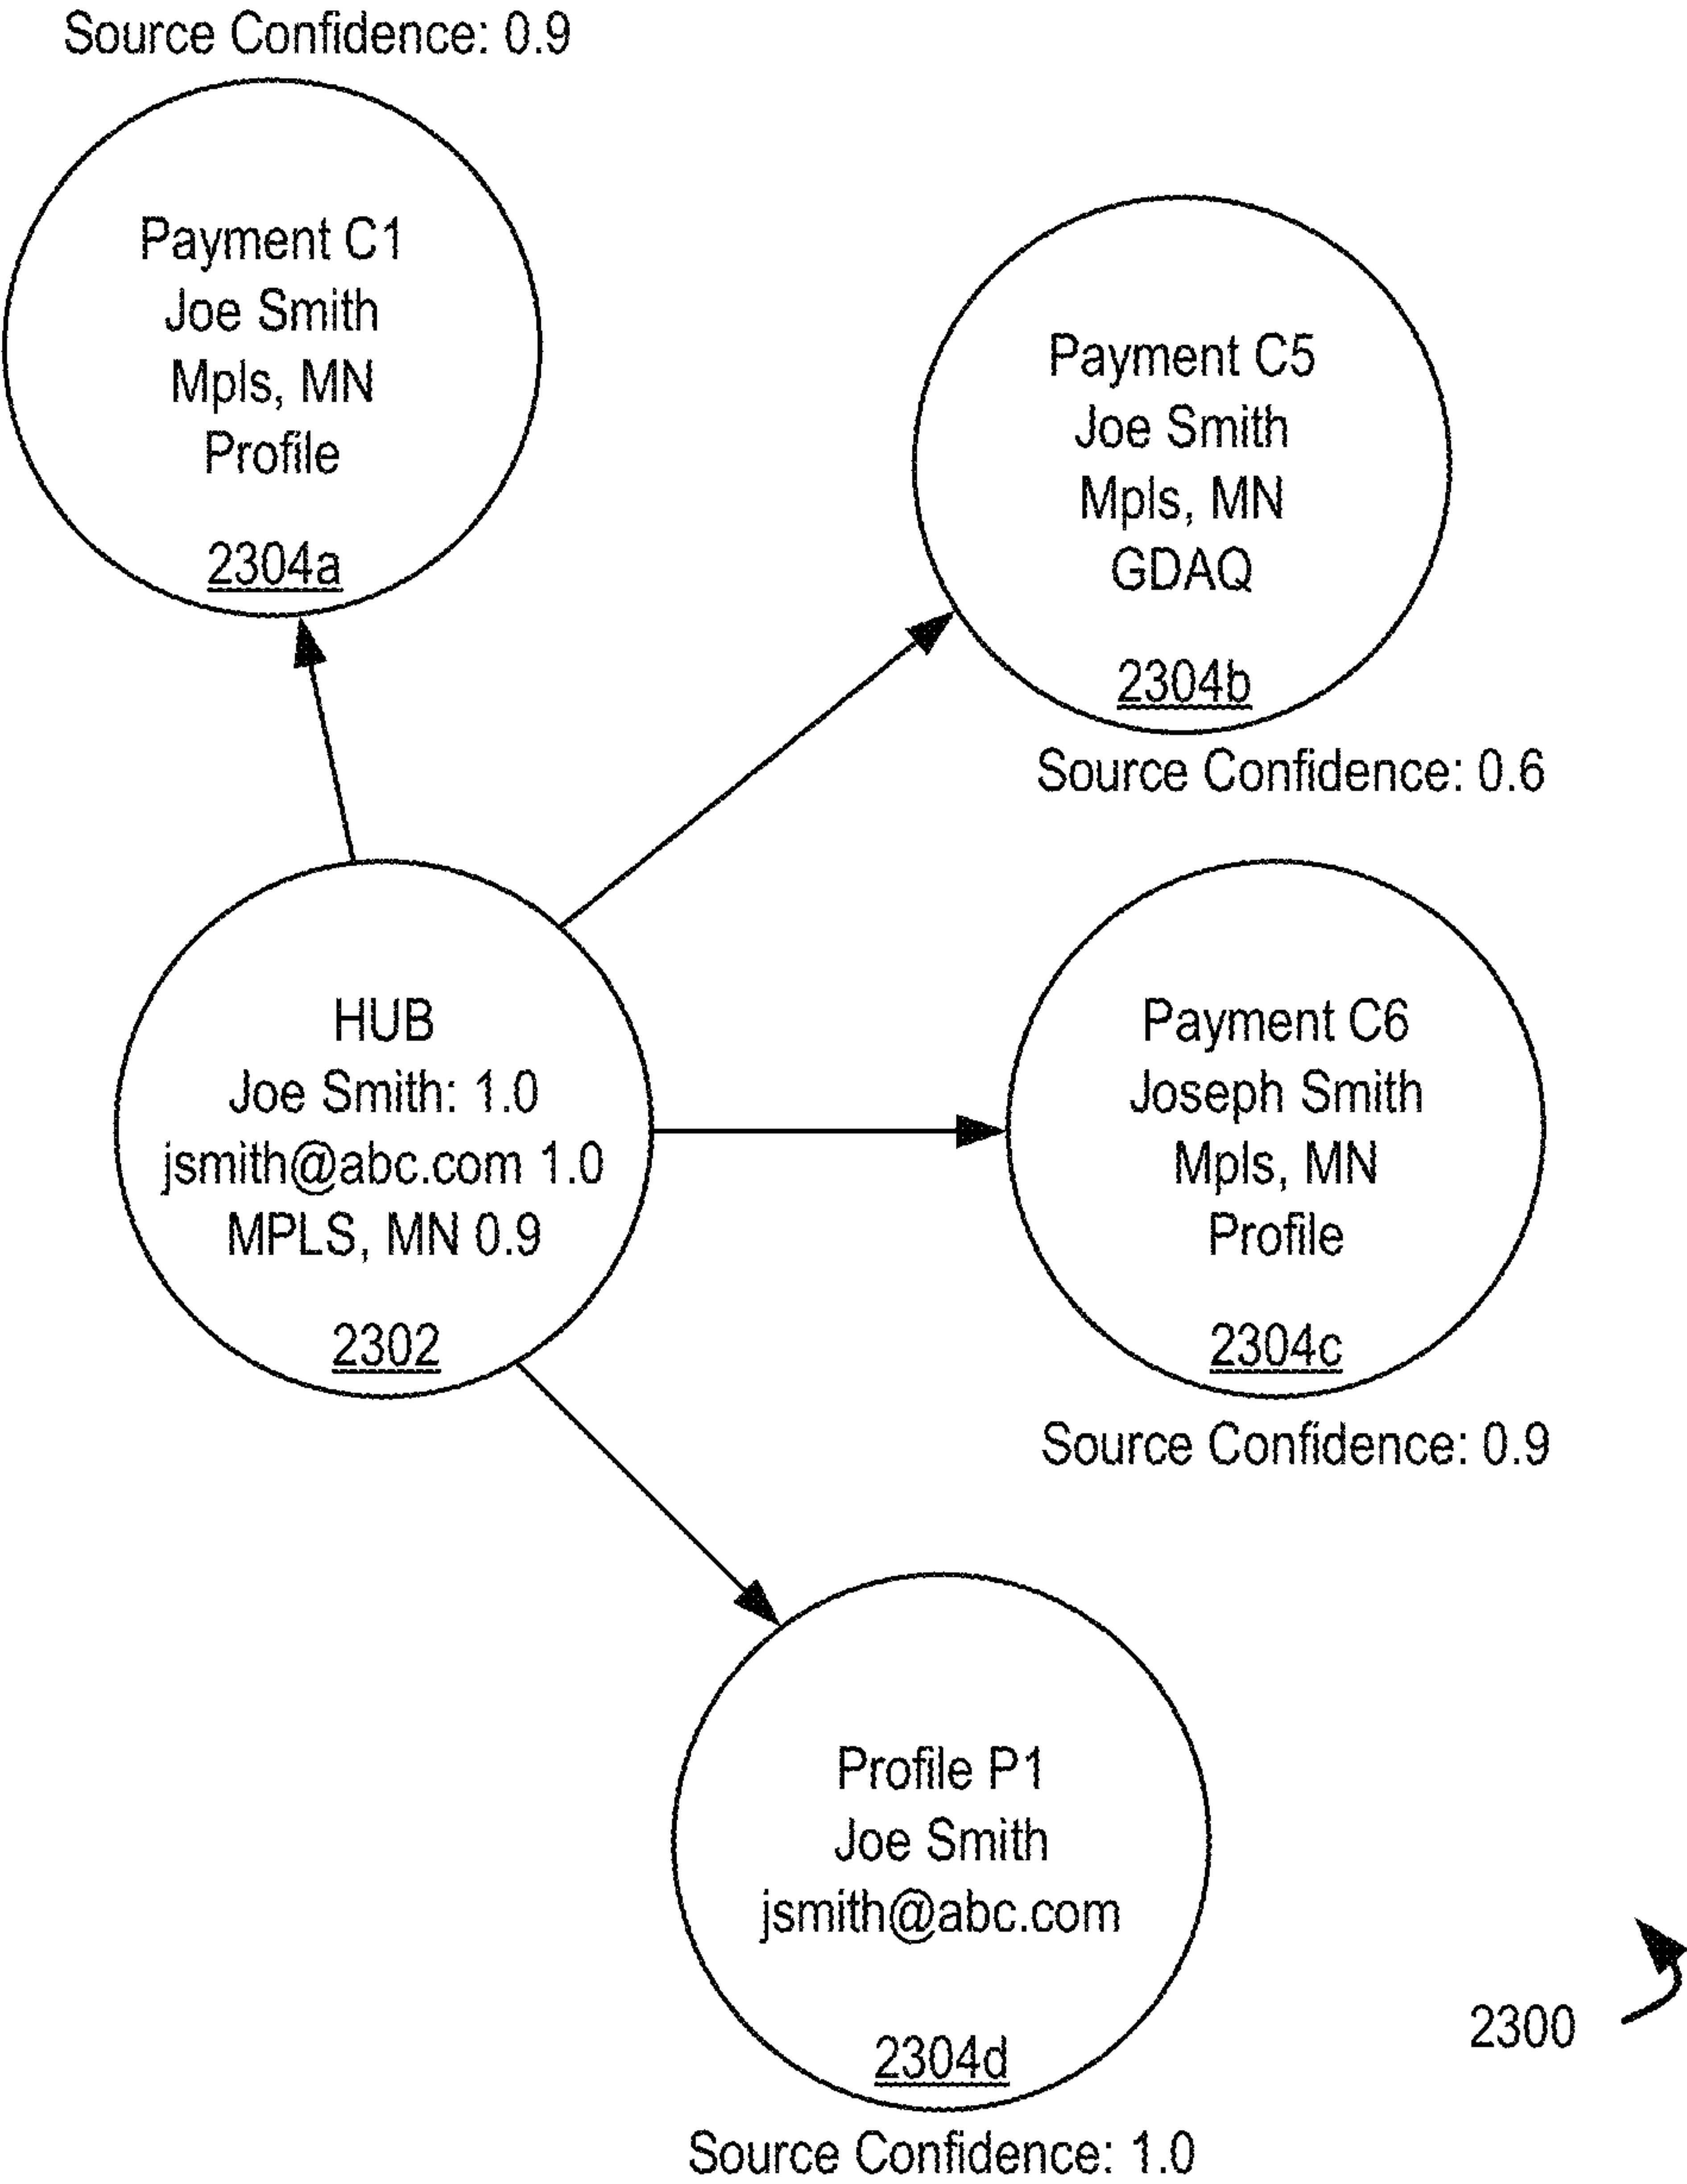 Source Confidence: 0.9
Payment C1
Joe Smith
Mpls, MN
Profile
2304a
Payment C5
Joe Smith
Mpls, MN
GDAQ
2304b
Source Confidence: 0.6
HUB
Joe Smith: 1.0
jsmith@abc.com 1.0
MPLS, MN 0.9
2302
Payment C6
Joseph Smith
Mpls, MN
Profile
2304c
Source Confidence: 0.9
Profile P1
Joe Smith
jsmith@abc.com
2304d
Source Confidence: 1.0
2300